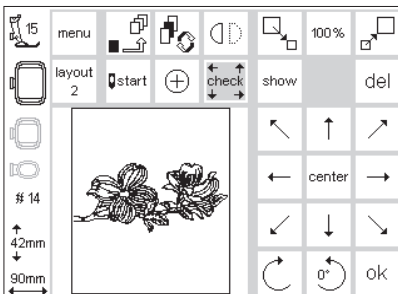 15
menu
100%
layout
2
start
check
show
del
center
# 14
42mm
90mm
0°
ok